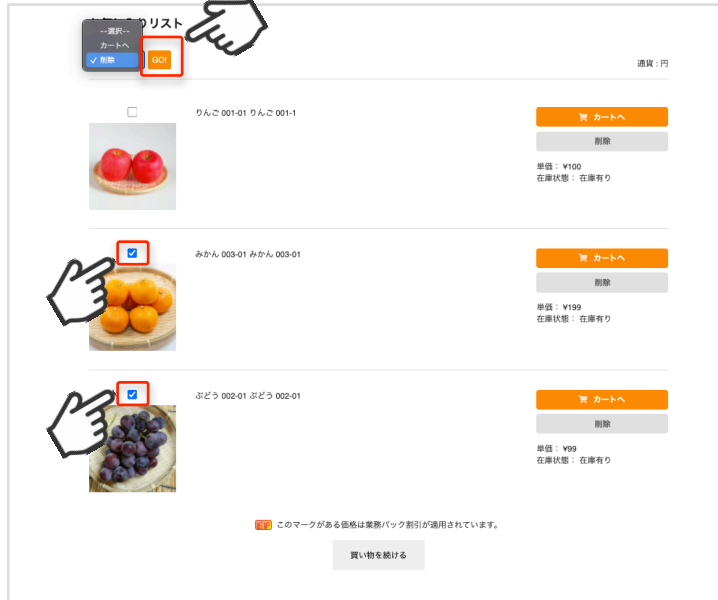 りリスト
--選択--
カートへ
✓ 削除
GO!
通貨 : 円
りんご 001-01 りんご 001-1
カートへ
削除
単価： ¥100
在庫状態： 在庫有り
みかん 003-01 みかん 003-01
カートへ
削除
単価： ¥199
在庫状態： 在庫有り
ぶどう 002-01 ぶどう 002-01
カートへ
削除
単価： ¥99
在庫状態： 在庫有り
このマークがある価格は業務パック割引が適用されています。
買い物を続ける